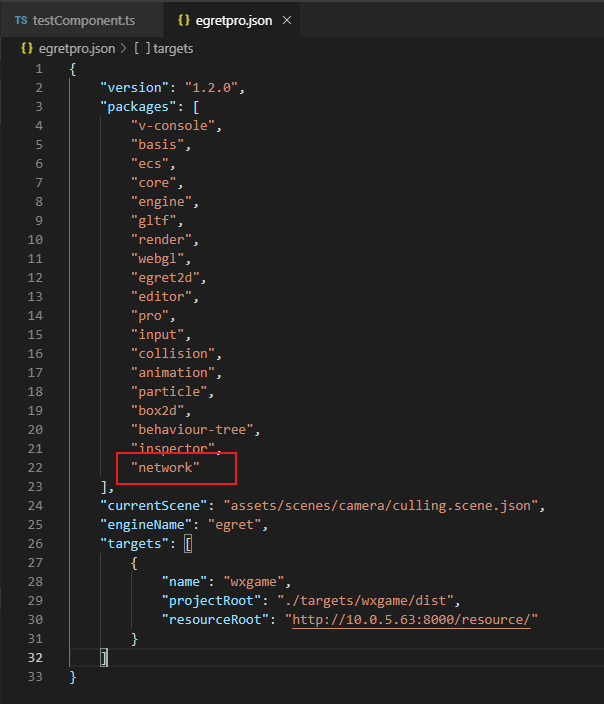 TS testComponent.ts {} egretpro.json ×
{} egretpro.json > [ ] targets
1 {
2 "version": "1.2.0",
3 "packages": [
4 "v-console",
5 "basis",
6 "ecs",
7 "core",
8 "engine",
9 "gltf",
10 "render",
11 "webgl",
12 "egret2d",
13 "editor",
14 "pro",
15 "input",
16 "collision",
17 "animation",
18 "particle",
19 "box2d",
20 "behaviour-tree",
21 "inspector",
22 "network"
23 ],
24 "currentScene": "assets/scenes/camera/culling.scene.json",
25 "engineName": "egret",
26 "targets": [
27 {
28 "name": "wxgame",
29 "projectRoot": "./targets/wxgame/dist",
30 "resourceRoot": "http://10.0.5.63:8000/resource/"
31 }
32 ]
33 }